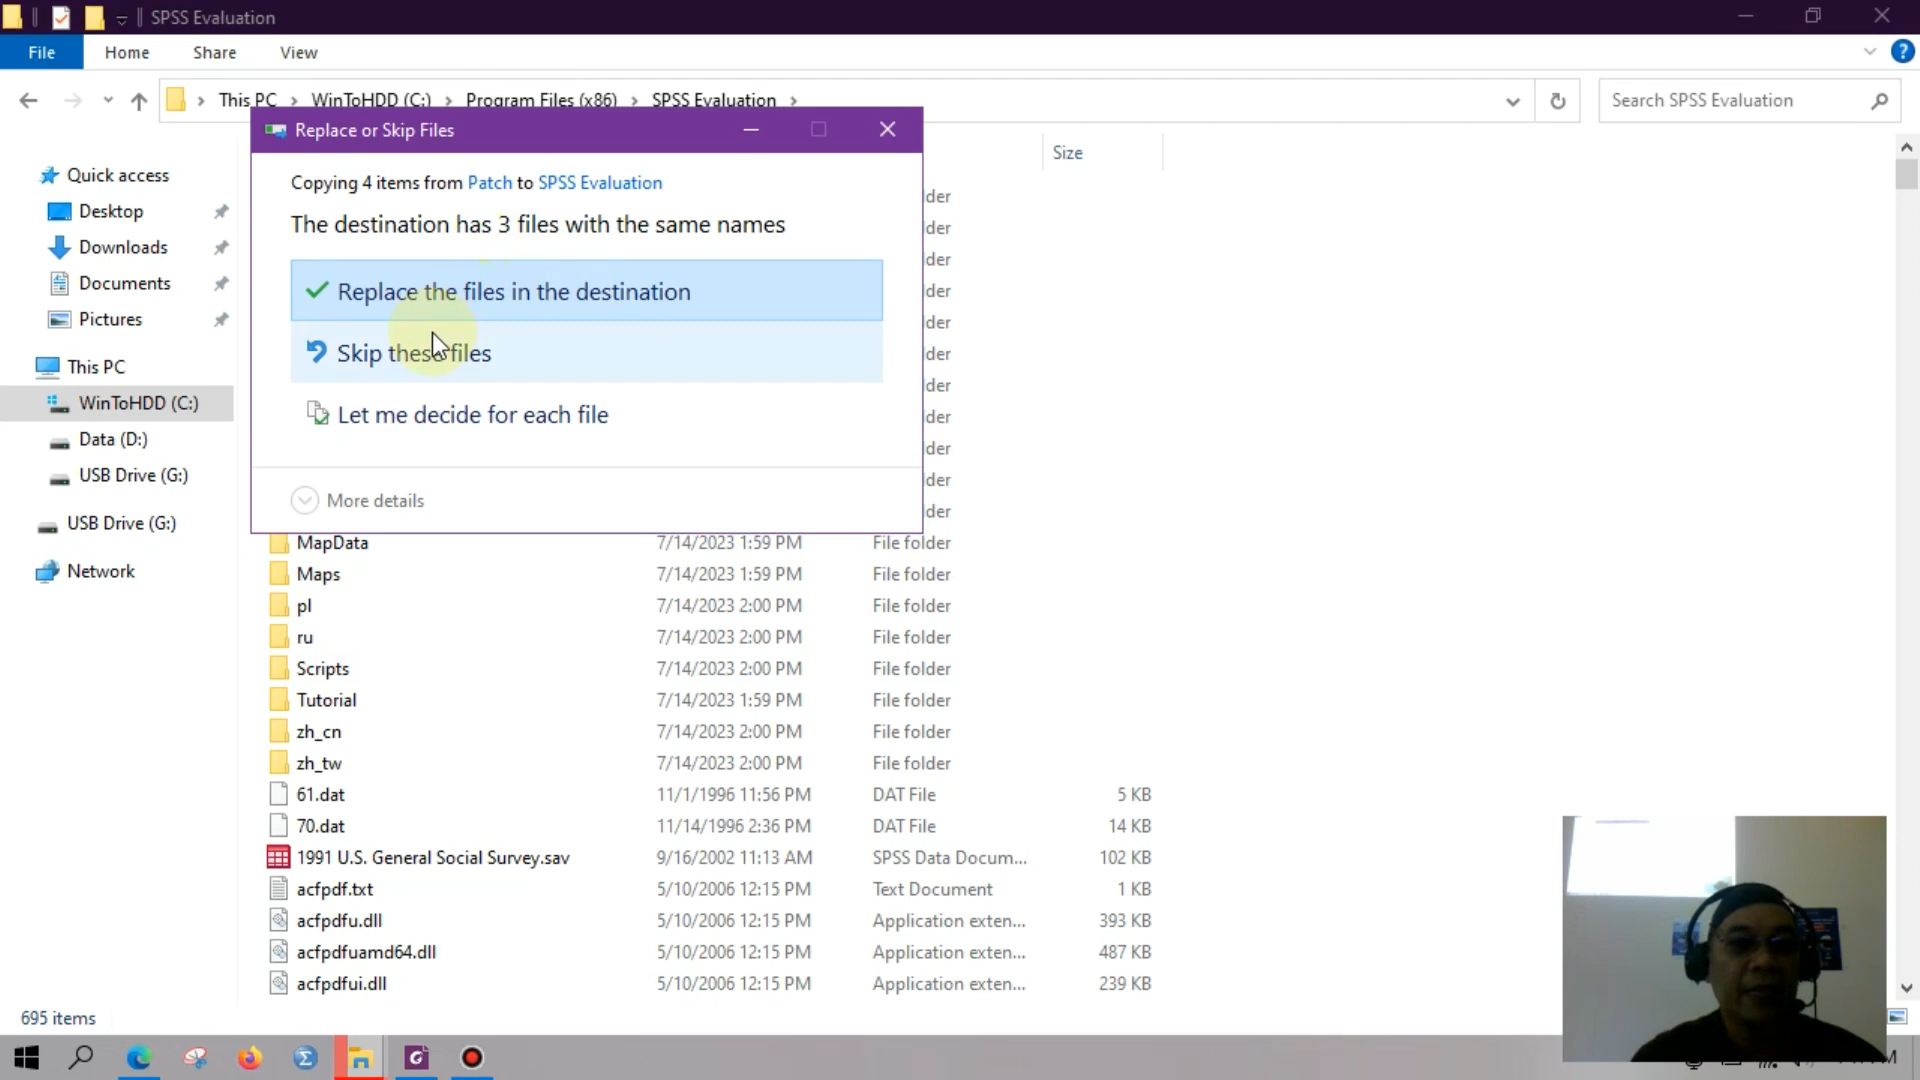 SPSS Evaluation
File
Home
Share
View
This PC
WinToHDD (C:)
Program Files (x86)
SPSS Evaluation
Search SPSS Evaluation
Replace or Skip Files
Copying 4 items from Patch to SPSS Evaluation
The destination has 3 files with the same names
Replace the files in the destination
Skip these files
Let me decide for each file
More details
Size
Quick access
Desktop
Downloads
Documents
Pictures
This PC
WinToHDD (C:)
Data (D:)
USB Drive (G:)
USB Drive (G:)
Network
der
der
der
der
der
der
der
der
der
der
der
MapData 7/14/2023 1:59 PM File folder
Maps 7/14/2023 1:59 PM File folder
pl 7/14/2023 2:00 PM File folder
ru 7/14/2023 2:00 PM File folder
Scripts 7/14/2023 2:00 PM File folder
Tutorial 7/14/2023 1:59 PM File folder
zh_cn 7/14/2023 2:00 PM File folder
zh_tw 7/14/2023 2:00 PM File folder
61.dat 11/1/1996 11:56 PM DAT File 5 KB
70.dat 11/14/1996 2:36 PM DAT File 14 KB
1991 U.S. General Social Survey.sav 9/16/2002 11:13 AM SPSS Data Docum... 102 KB
acfpdf.txt 5/10/2006 12:15 PM Text Document 1 KB
acfpdfu.dll 5/10/2006 12:15 PM Application exten... 393 KB
acfpdfuamd64.dll 5/10/2006 12:15 PM Application exten... 487 KB
acfpdfui.dll 5/10/2006 12:15 PM Application exten... 239 KB
695 items